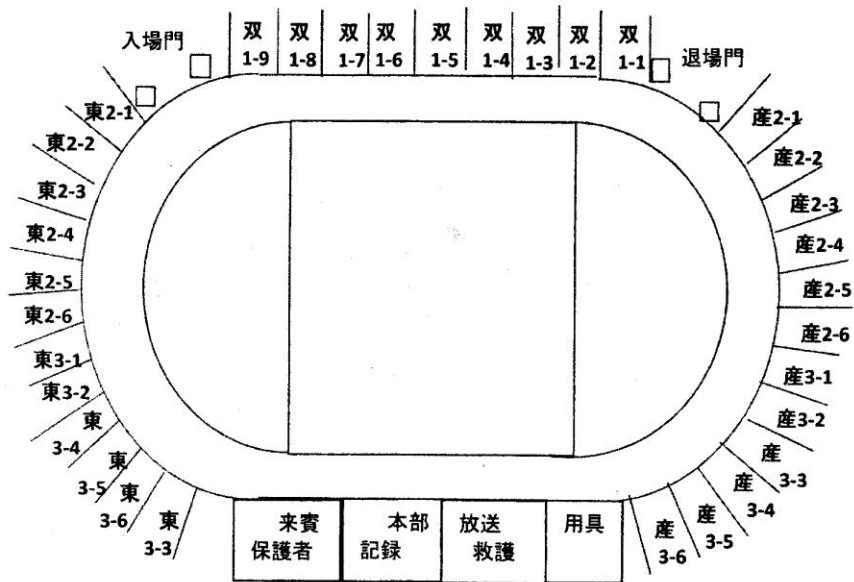 入場門
双
1-9
双
1-8
双
1-7
双
1-6
双
1-5
双
1-4
双
1-3
双
1-2
双
1-1
退場門
東2-1
東2-2
東2-3
東2-4
東2-5
東2-6
東3-1
東3-2
東
3-4
東
3-5
東
3-6
東
3-3
産2-1
産2-2
産2-3
産2-4
産2-5
産2-6
産3-1
産3-2
産
3-3
産
3-4
産
3-5
産
3-6
来賓
保護者
本部
記録
放送
救護
用具